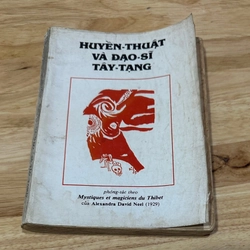 HUYỀN-THUẬT
VÀ ĐẠO-SĨ
TÂY-TẠNG
phỏng-tác theo
Mystiques et magiciens du Thibet
của Alexandra David Neel (1929)